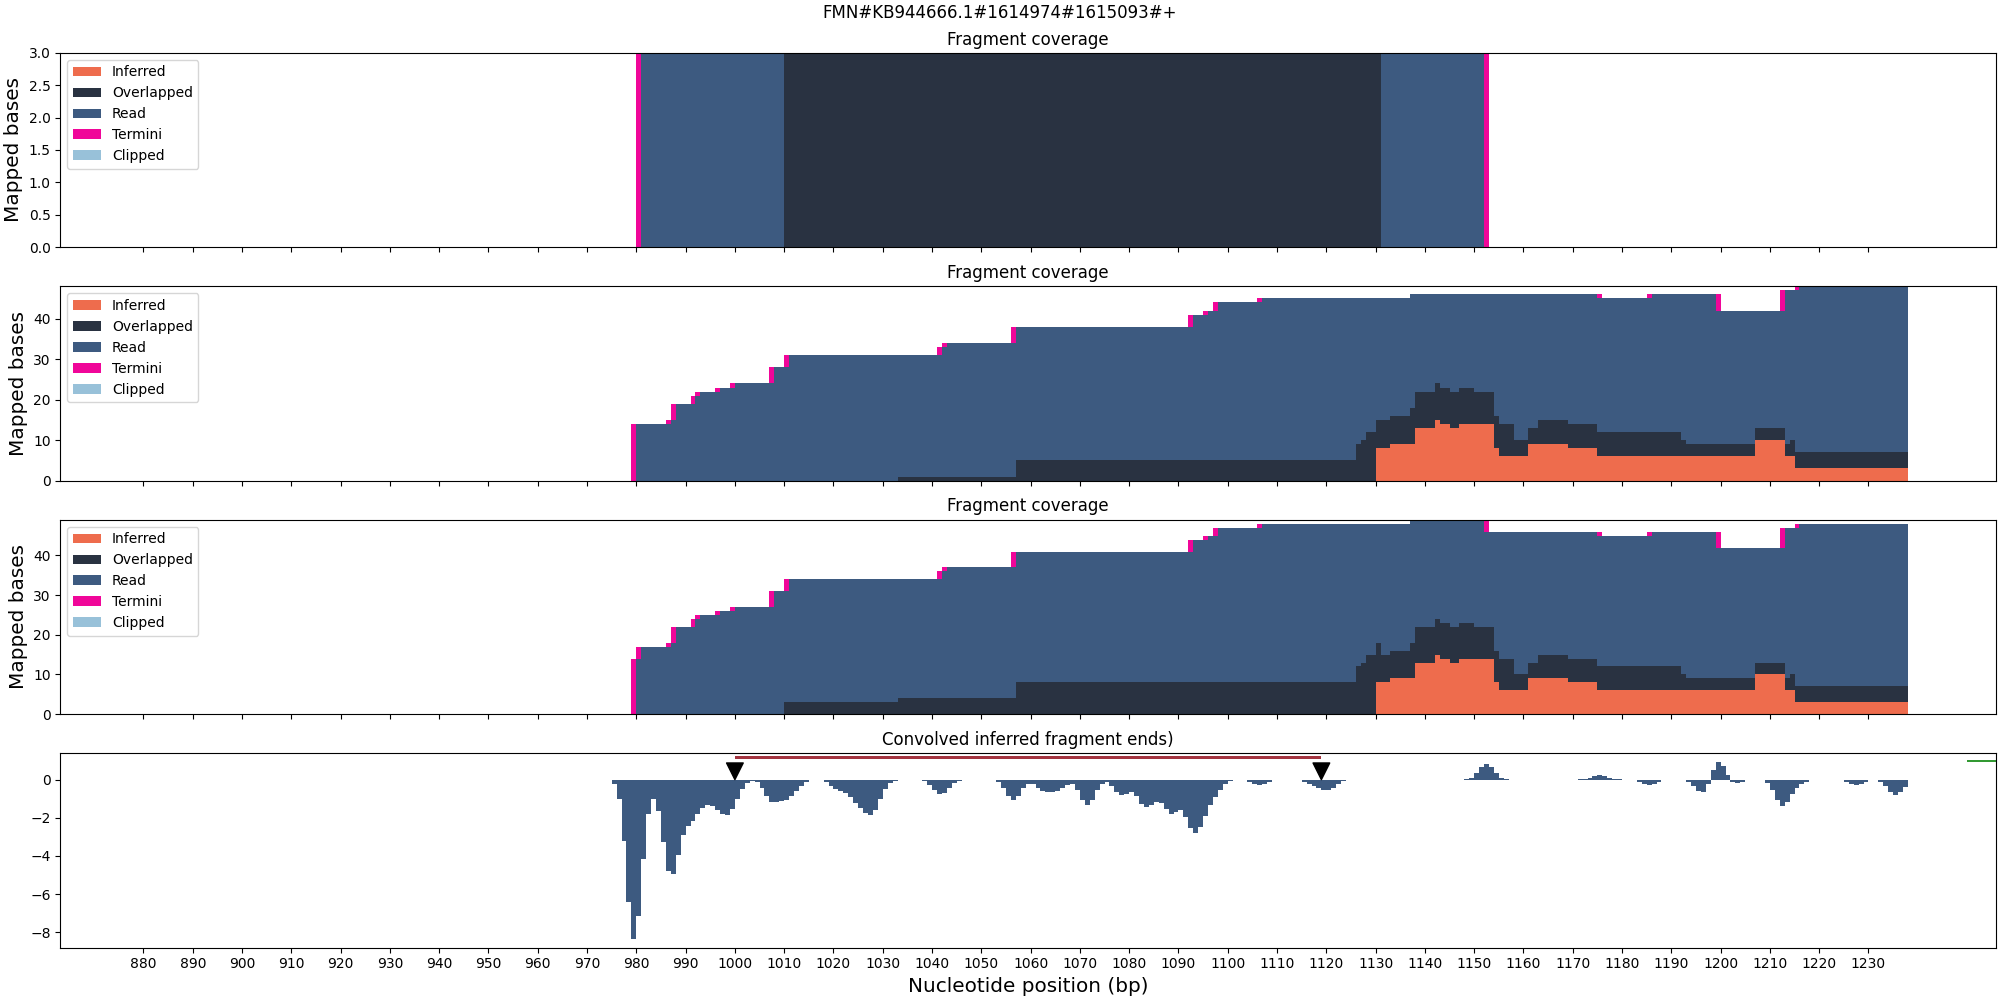 FMN#KB944666.1#1614974#1615093#+
Fragment coverage
Mapped bases
3.0
2.5
2.0
1.5
1.0
0.5
0.0
Inferred
Overlapped
Read
Termini
Clipped
Fragment coverage
Mapped bases
40
30
20
10
0
Inferred
Overlapped
Read
Termini
Clipped
Fragment coverage
Mapped bases
40
30
20
10
0
Inferred
Overlapped
Read
Termini
Clipped
Convolved inferred fragment ends)
0
−2
−4
−6
−8
880 890 900 910 920 930 940 950 960 970 980 990 1000 1010 1020 1030 1040 1050 1060 1070 1080 1090 1100 1110 1120 1130 1140 1150 1160 1170 1180 1190 1200 1210 1220 1230
Nucleotide position (bp)